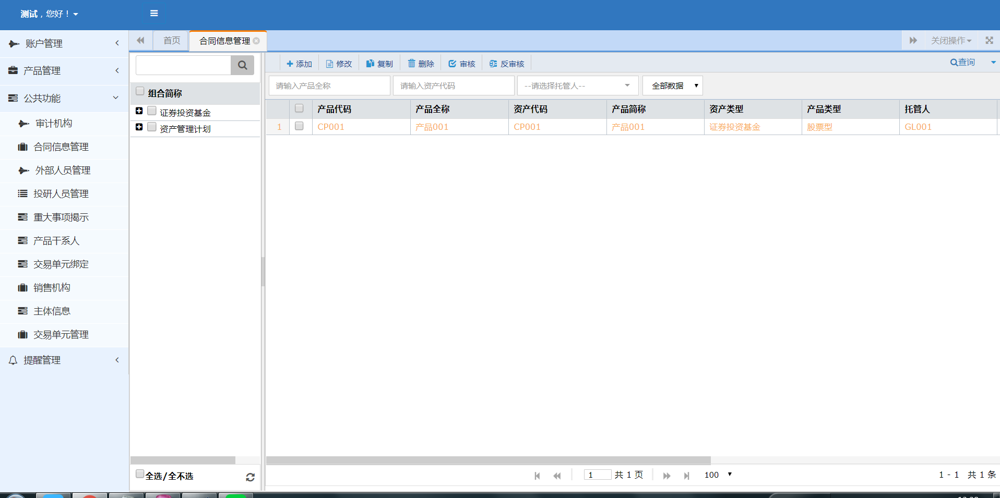 测试，您好！
账户管理
产品管理
公共功能
审计机构
合同信息管理
外部人员管理
投研人员管理
重大事项揭示
产品干系人
交易单元绑定
销售机构
主体信息
交易单元管理
提醒管理
首页 合同信息管理 关闭操作
组合简称
证券投资基金
资产管理计划
全选/全不选
添加 修改 复制 删除 审核 反审核 查询
请输入产品全称 请输入资产代码 --请选择托管人-- 全部数据
产品代码 产品全称 资产代码 产品简称 资产类型 产品类型 托管人
1 CP001 产品001 CP001 产品001 证券投资基金 股票型 GL001
1 共 1 页 100 1 - 1 共 1 条